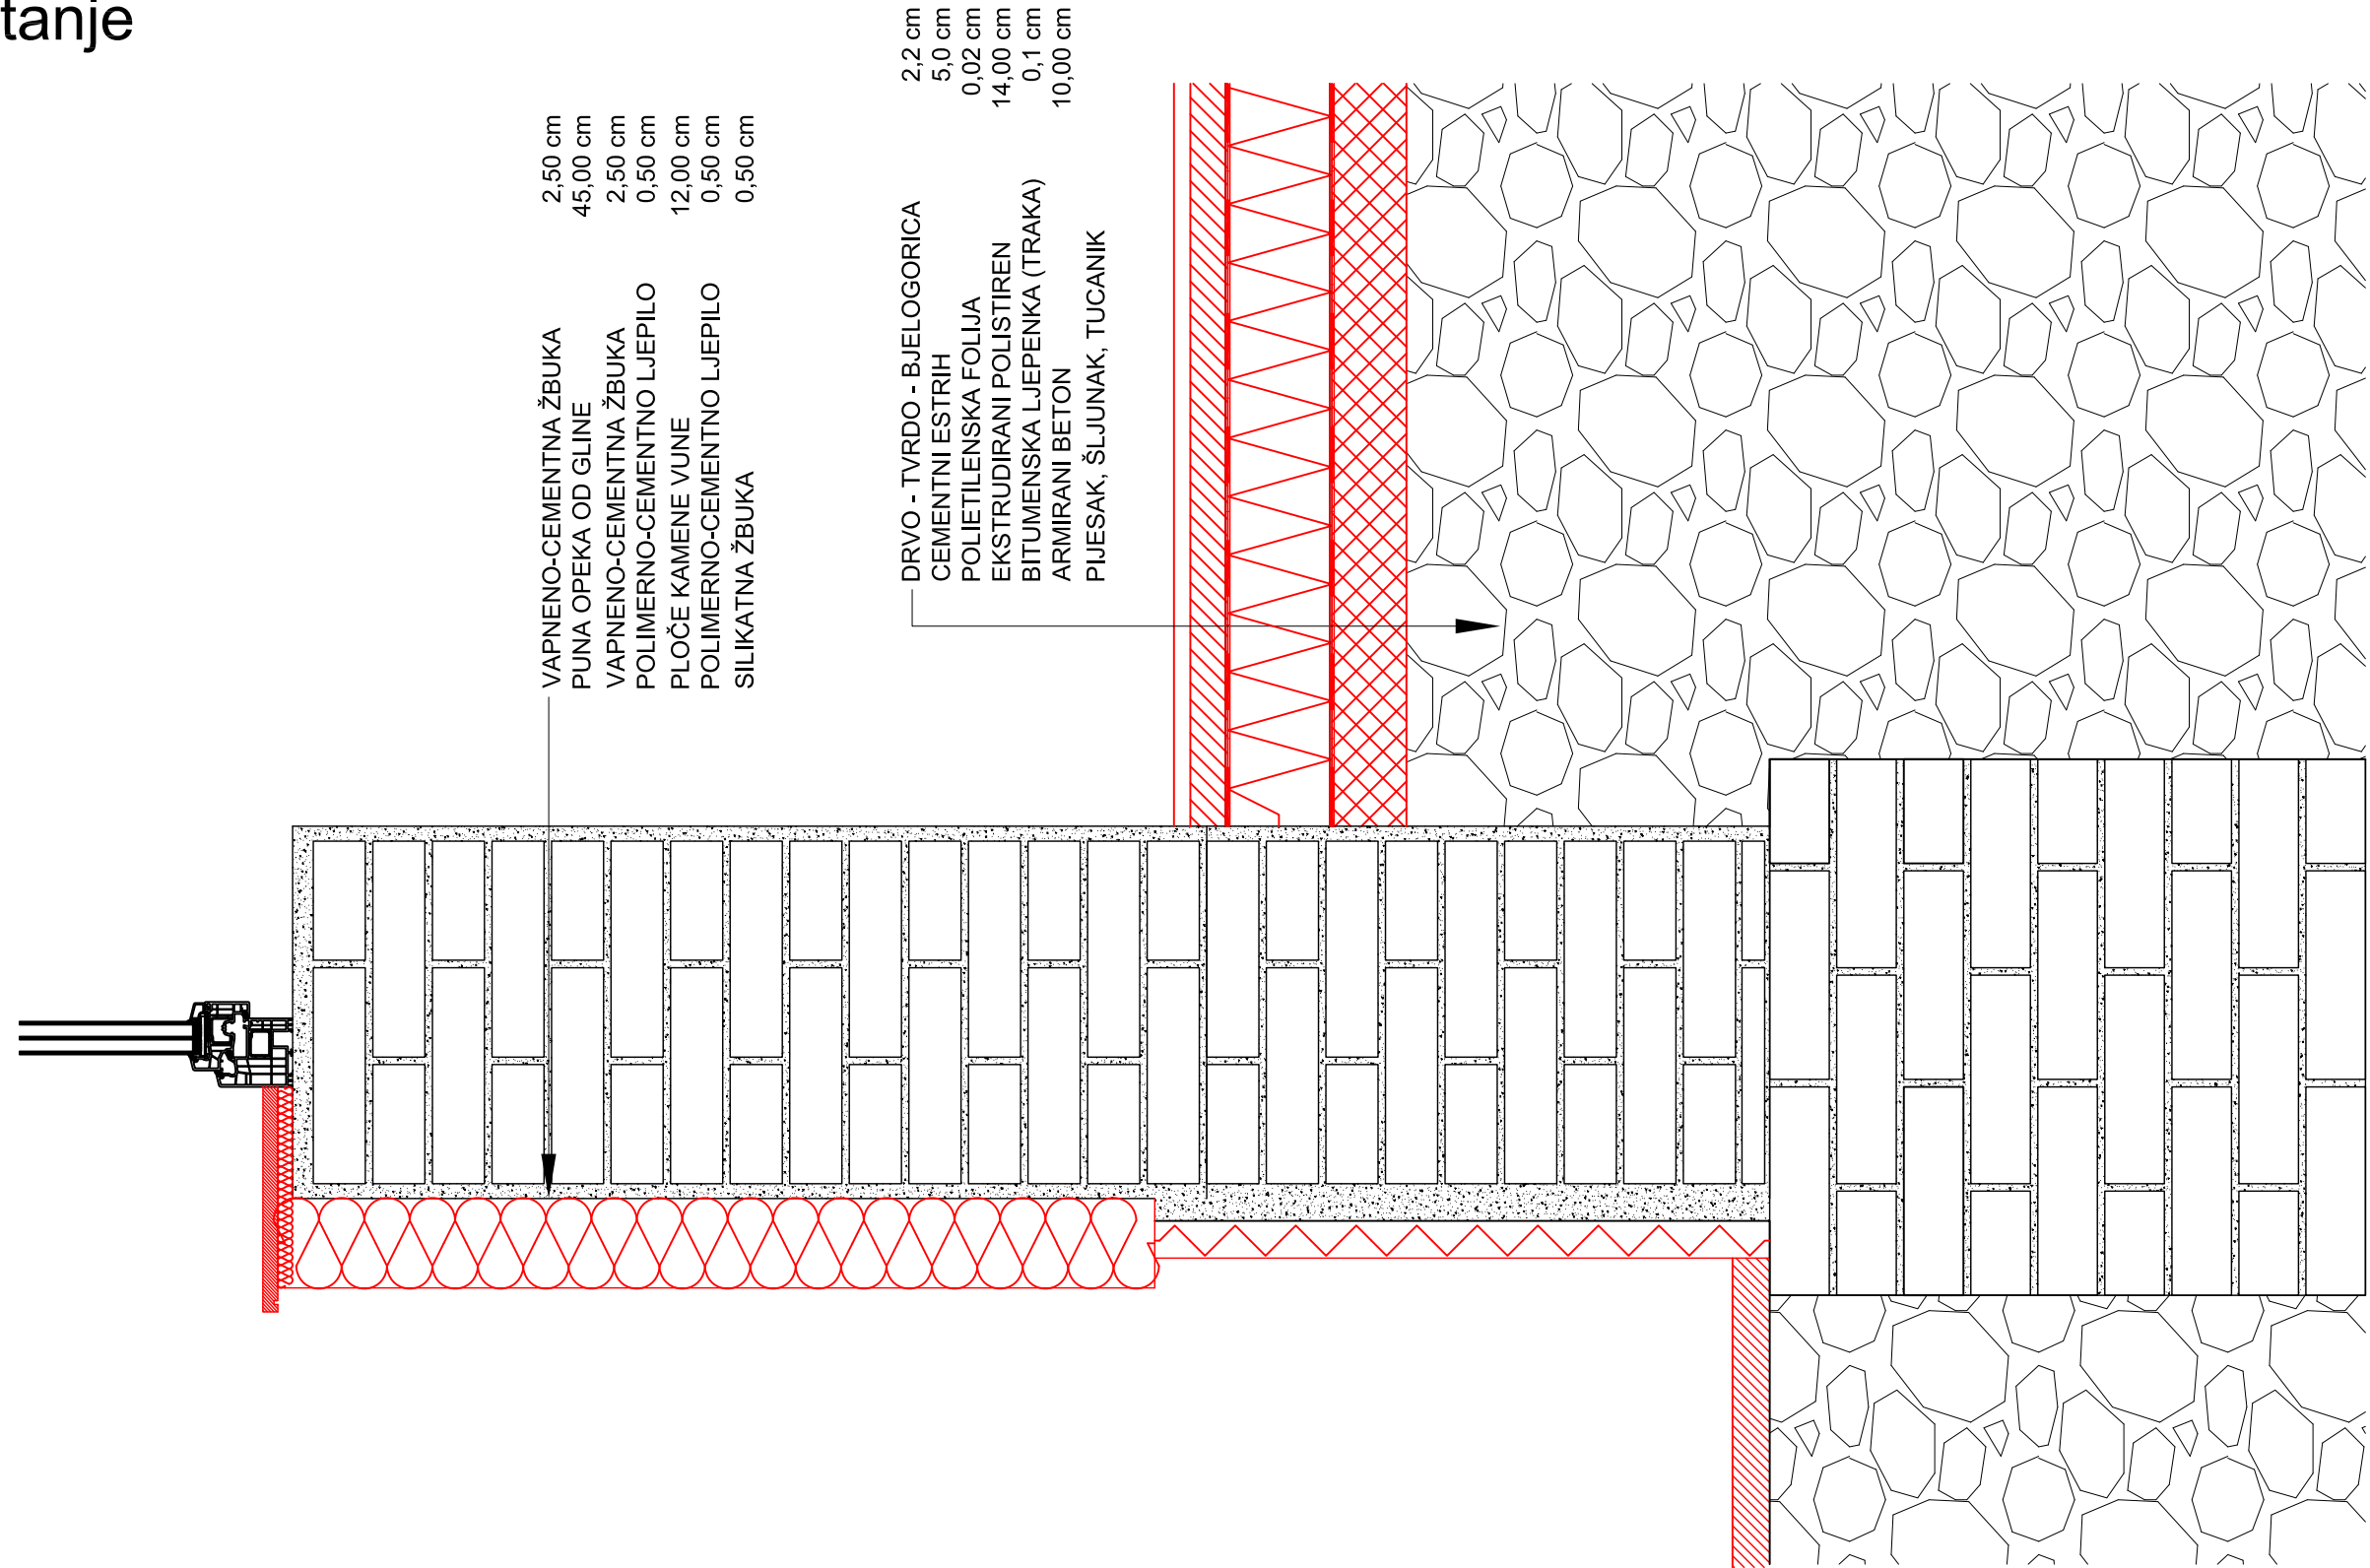 tanje
VAPNENO-CEMENTNA ŽBUKA 2,50 cm
PUNA OPEKA OD GLINE 45,00 cm
VAPNENO-CEMENTNA ŽBUKA 2,50 cm
POLIMERNO-CEMENTNO LJEPILO 0,50 cm
PLOČE KAMENE VUNE 12,00 cm
POLIMERNO-CEMENTNO LJEPILO 0,50 cm
SILIKATNA ŽBUKA 0,50 cm
DRVO - TVRDO - BJELOGORICA 2,2 cm
CEMENTNI ESTRIH 5,0 cm
POLIETILENSKA FOLIJA 0,02 cm
EKSTRUDIRANI POLISTIREN 14,00 cm
BITUMENSKA LJEPENKA (TRAKA) 0,1 cm
ARMIRANI BETON 10,00 cm
PIJESAK, ŠLJUNAK, TUCANIK